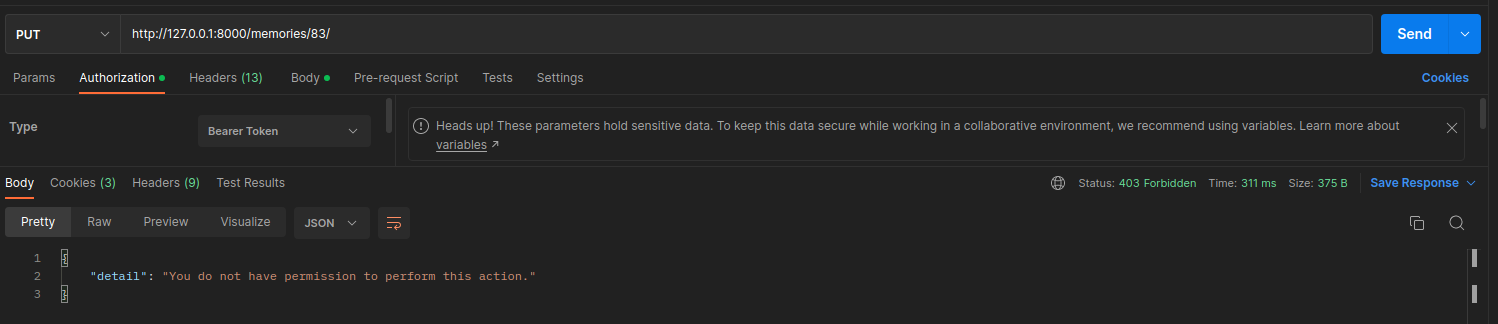 PUT http://127.0.0.1:8000/memories/83/ Send
Params Authorization Headers (13) Body Pre-request Script Tests Settings Cookies
Type Bearer Token
Heads up! These parameters hold sensitive data. To keep this data secure while working in a collaborative environment, we recommend using variables. Learn more about
variables ↗
Body Cookies (3) Headers (9) Test Results Status: 403 Forbidden Time: 311 ms Size: 375 B Save Response
Pretty Raw Preview Visualize JSON
1 {
2 "detail": "You do not have permission to perform this action."
3 }